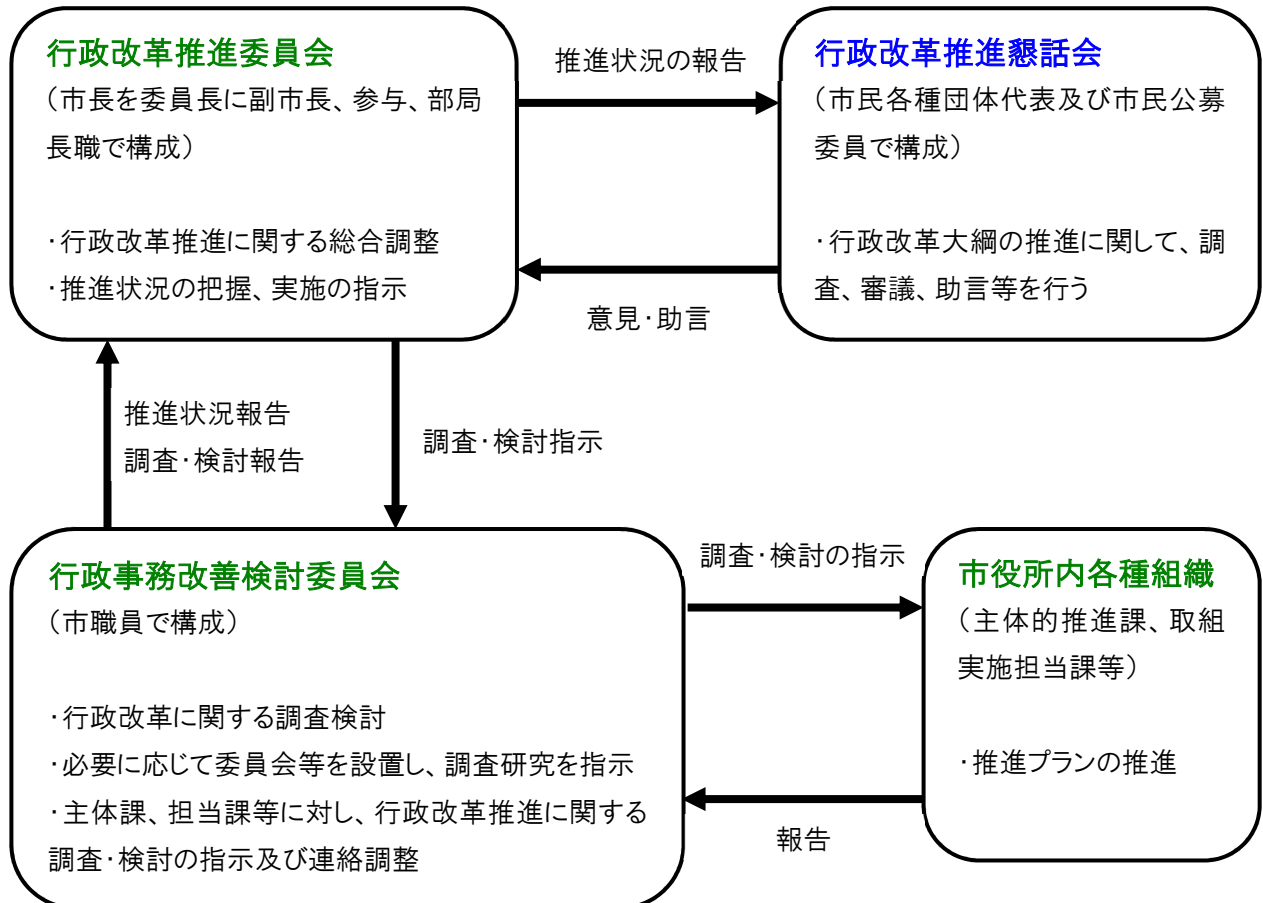 行政改革推進委員会
（市長を委員長に副市長、参与、部局
長職で構成）
・行政改革推進に関する総合調整
・推進状況の把握、実施の指示
推進状況の報告
意見・助言
行政改革推進懇話会
（市民各種団体代表及び市民公募
委員で構成）
・行政改革大綱の推進に関して、調
査、審議、助言等を行う
推進状況報告
調査・検討報告
調査・検討指示
行政事務改善検討委員会
（市職員で構成）
・行政改革に関する調査検討
・必要に応じて委員会等を設置し、調査研究を指示
・主体課、担当課等に対し、行政改革推進に関する
調査・検討の指示及び連絡調整
調査・検討の指示
報告
市役所内各種組織
（主体的推進課、取組
実施担当課等）
・推進プランの推進